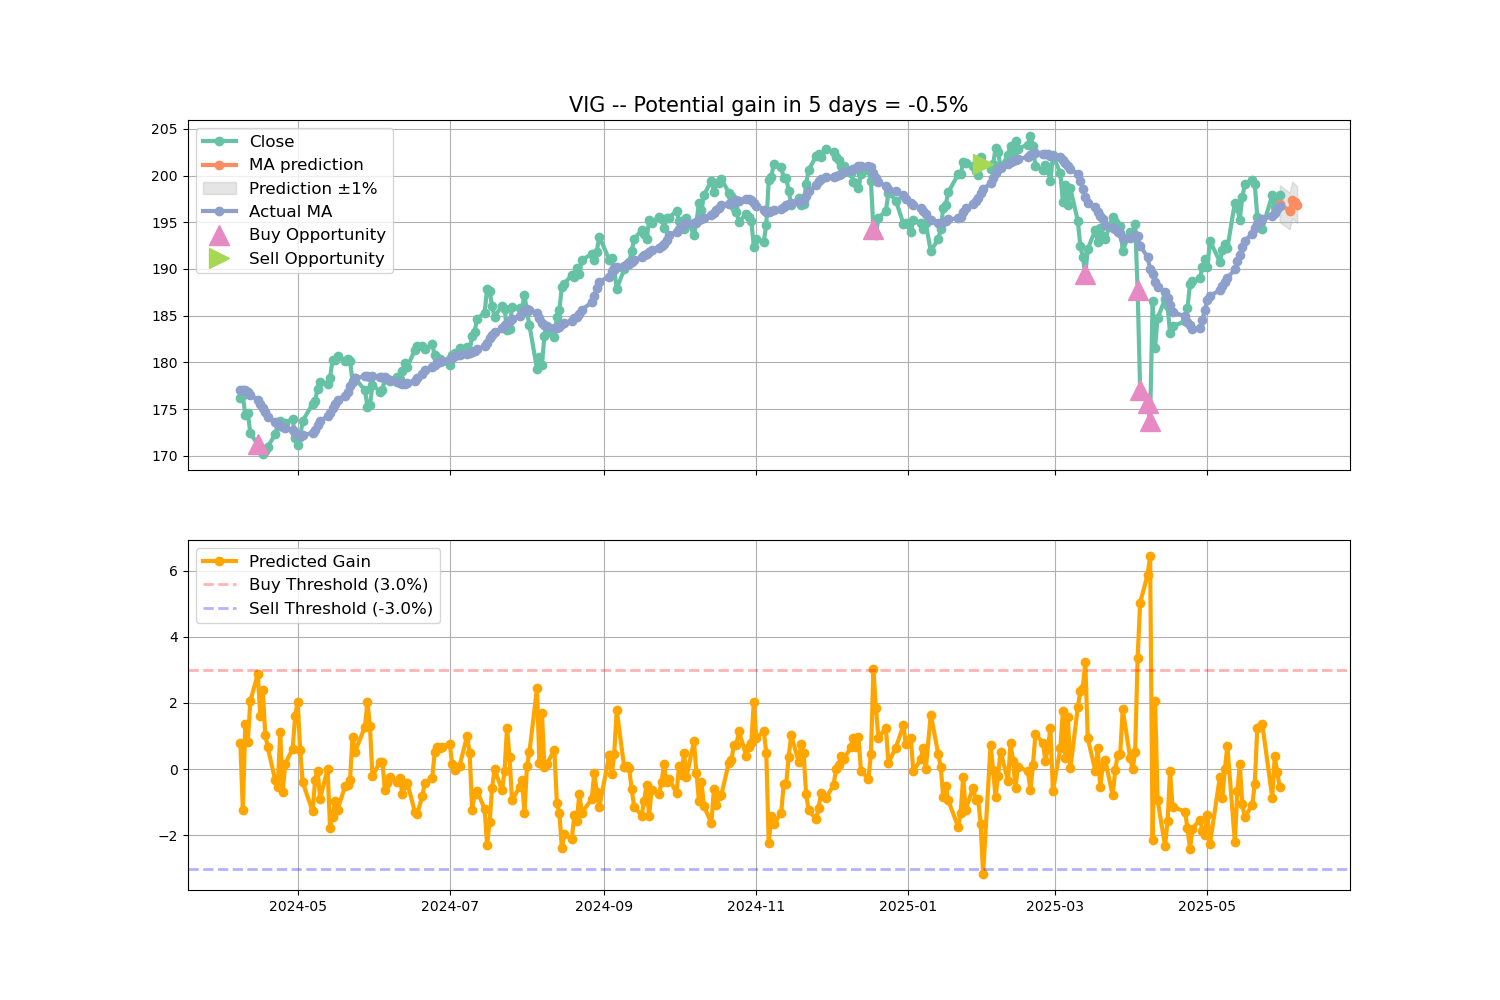 VIG -- Potential gain in 5 days = -0.5%
205
200
195
190
185
180
175
170
Close
MA prediction
Prediction ±1%
Actual MA
Buy Opportunity
Sell Opportunity
6
4
2
0
−2
Predicted Gain
Buy Threshold (3.0%)
Sell Threshold (-3.0%)
2024-05
2024-07
2024-09
2024-11
2025-01
2025-03
2025-05